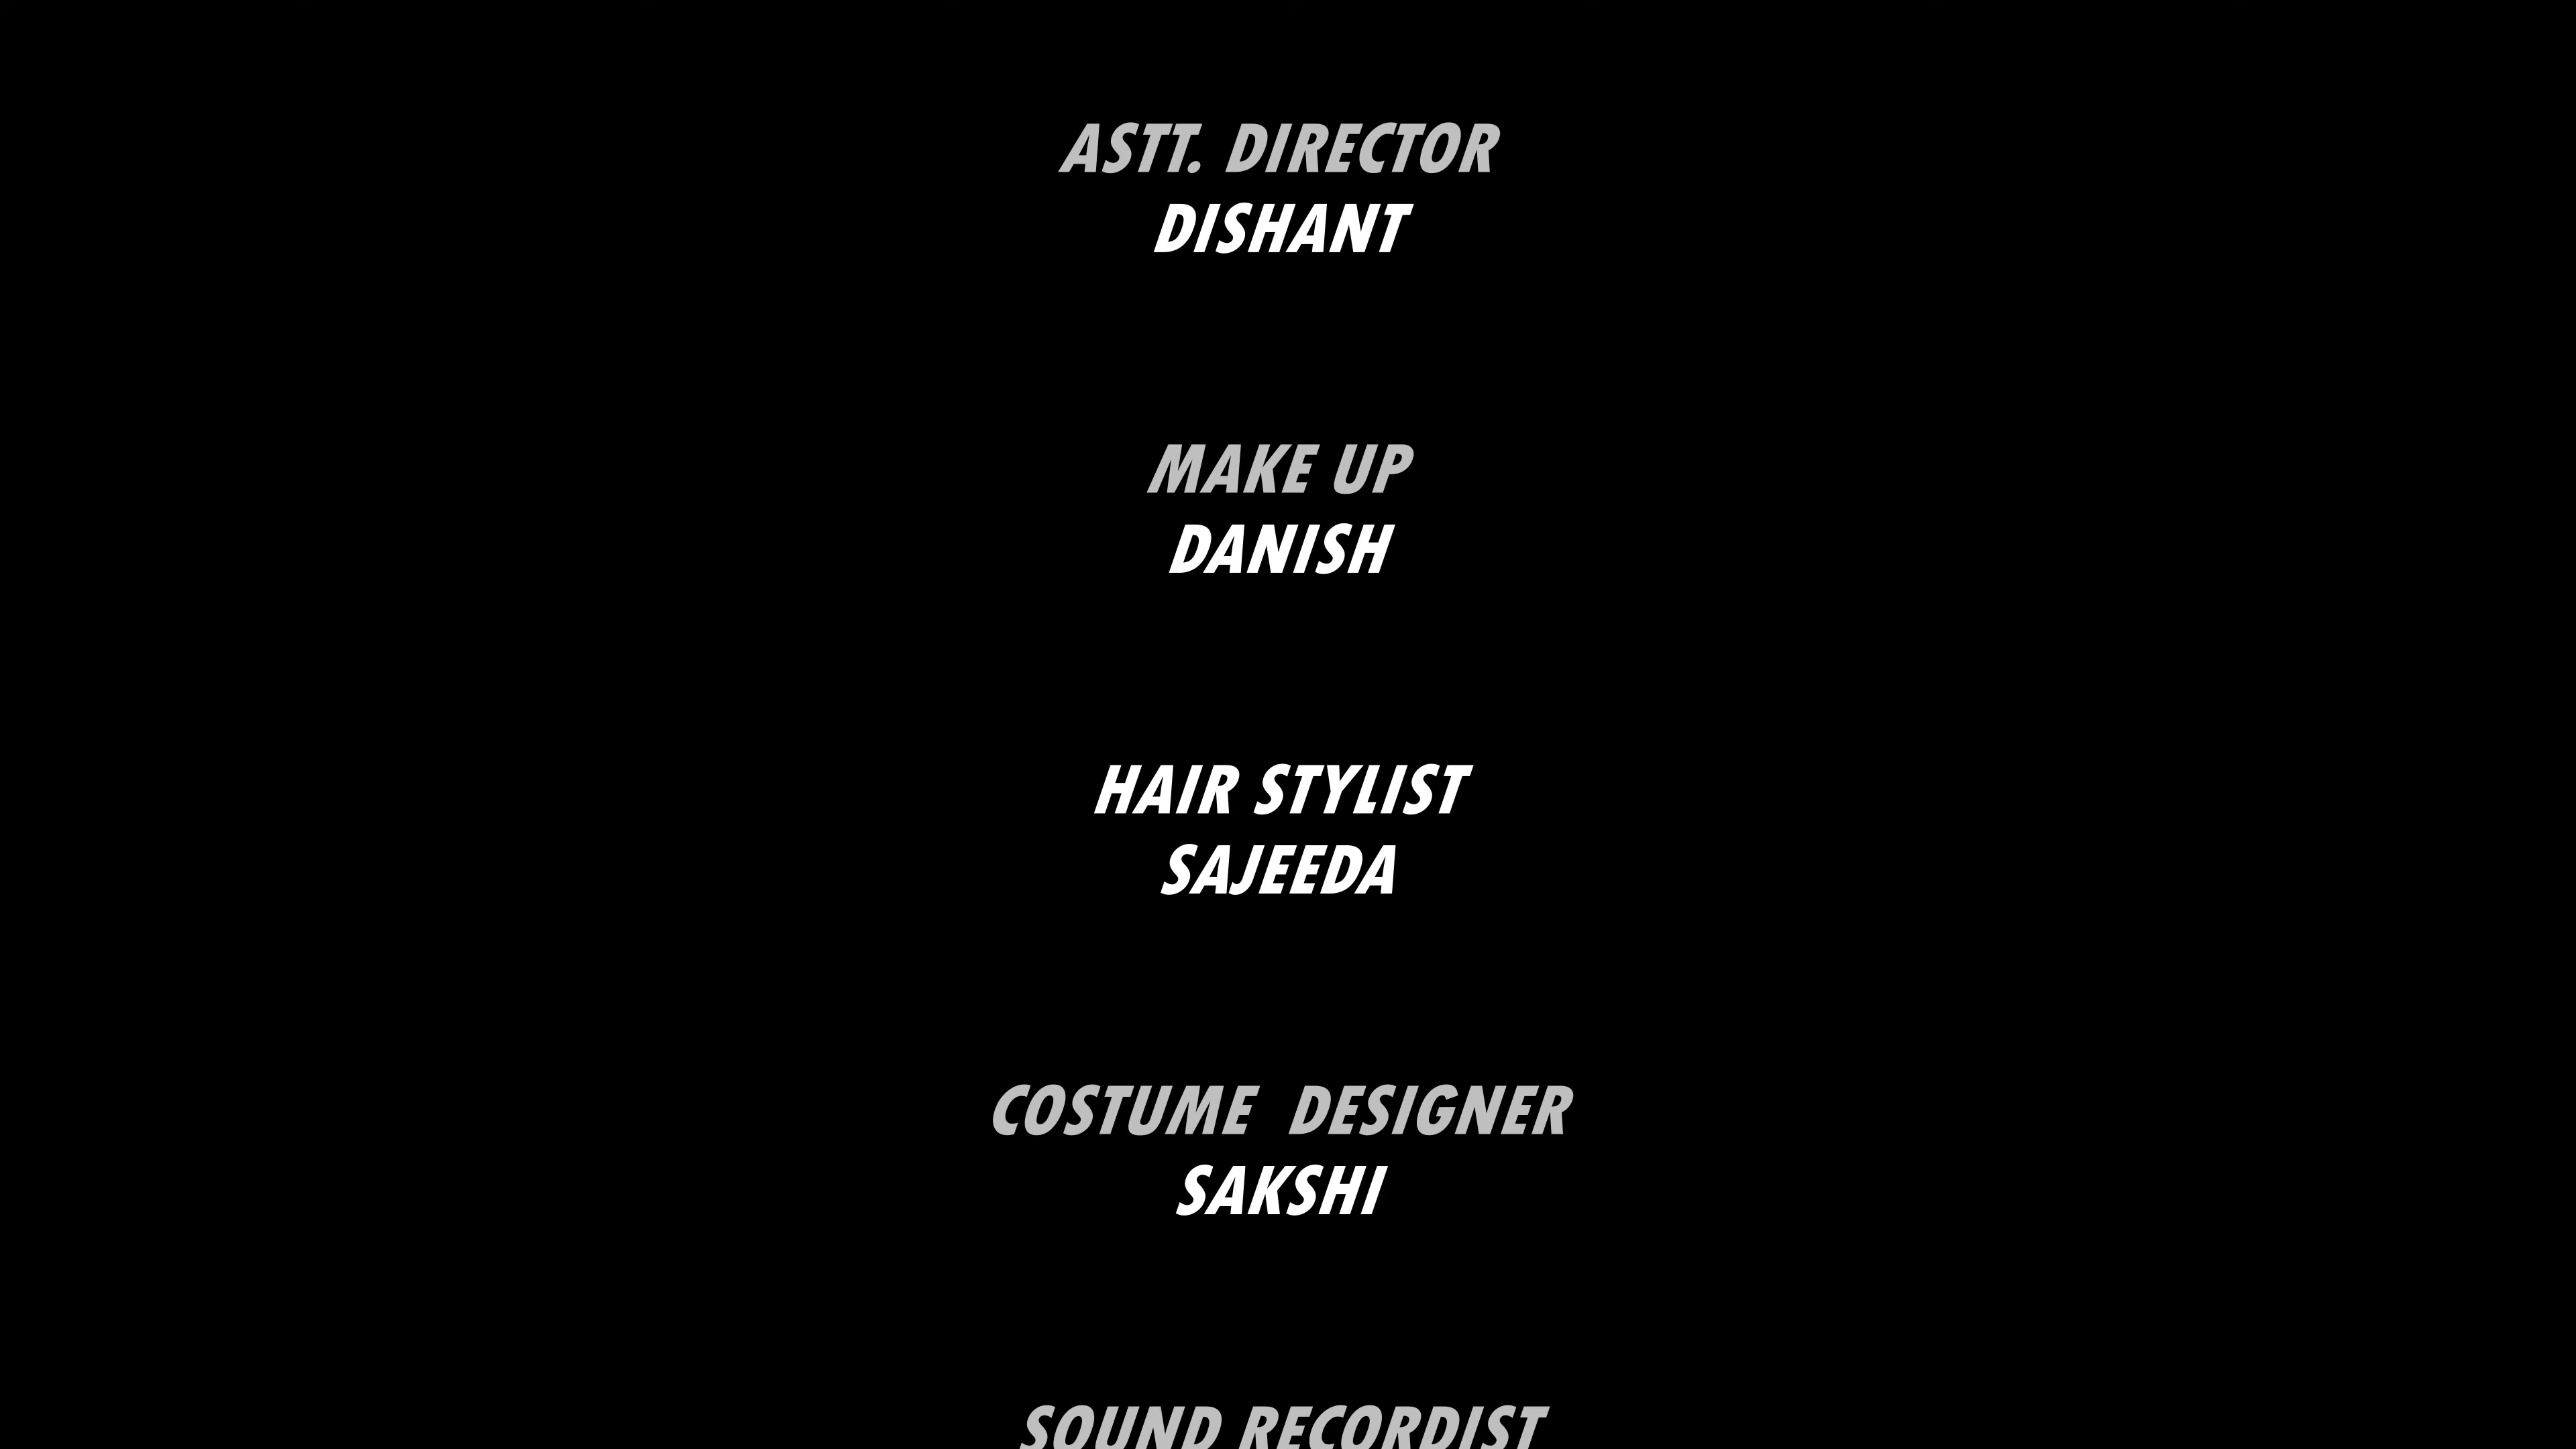 ASTT. DIRECTOR
DISHANT
MAKE UP
DANISH
HAIR STYLIST
SAJEEDA
COSTUME  DESIGNER
SAKSHI
SOUND RECORDIST